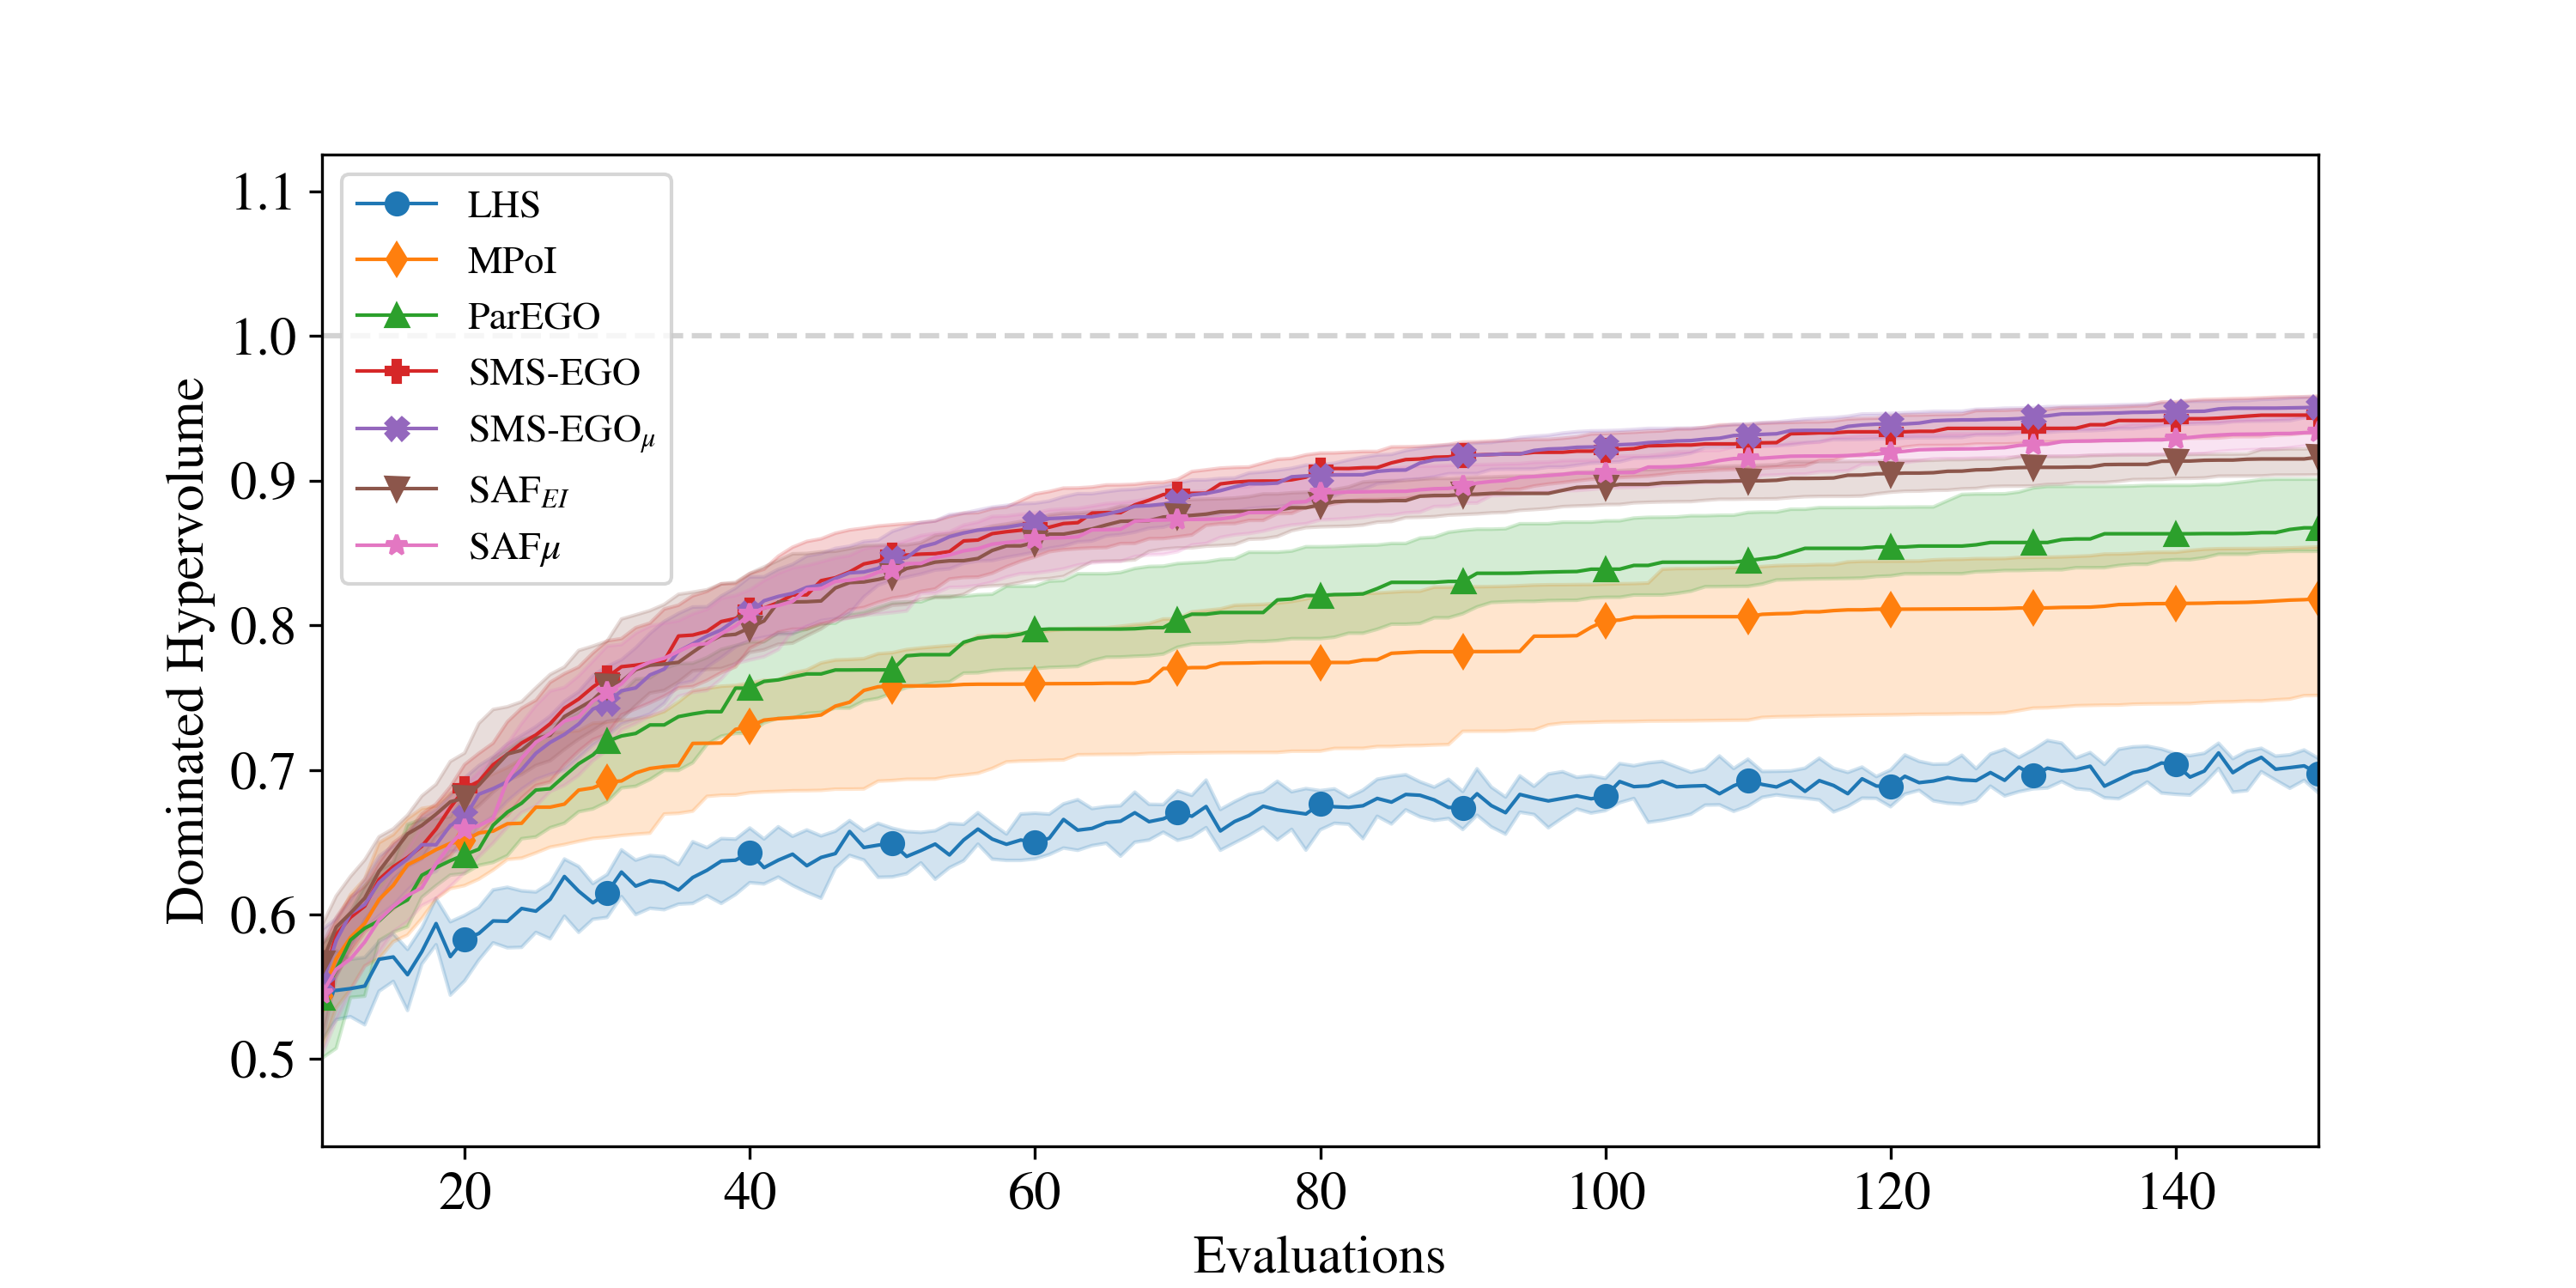 1.1
1.0
0.9
0.8
0.7
0.6
0.5
Dominated Hypervolume
LHS
MPoI
ParEGO
SMS-EGO
SMS-EGOμ
SAFEI
SAFμ
20 40 60 80 100 120 140
Evaluations